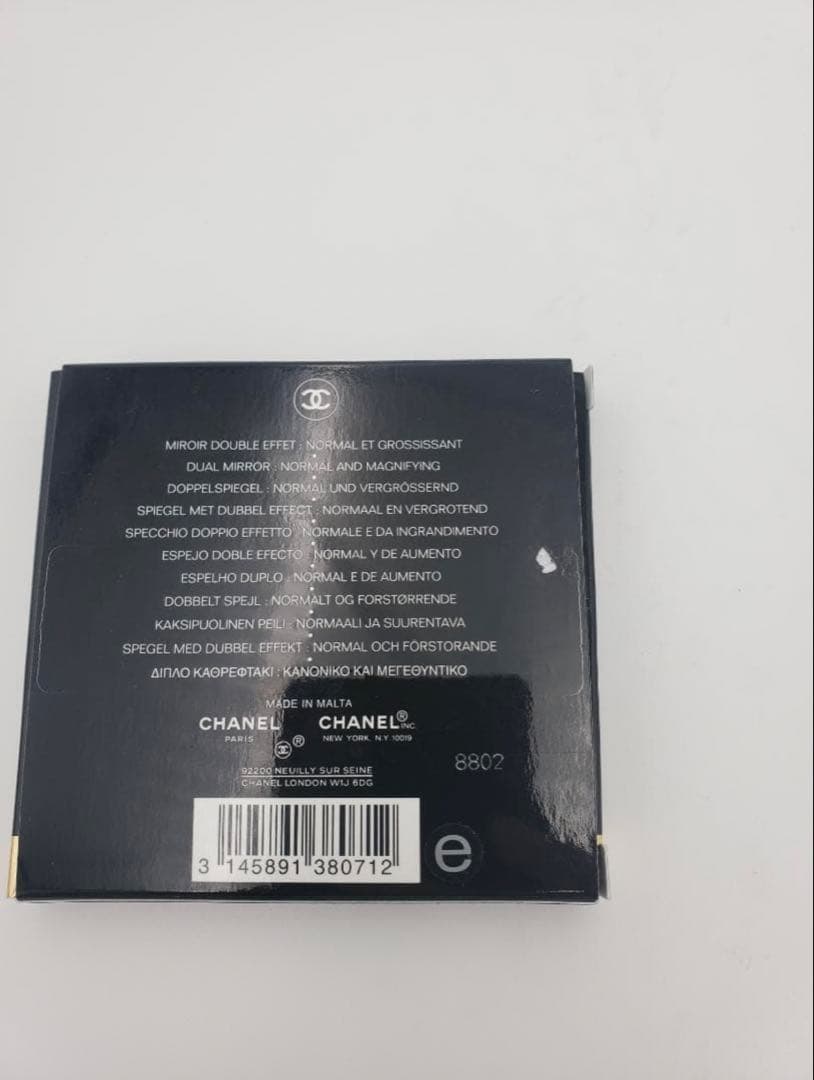 MIROIR DOUBLE EFFET : NORMAL ET GROSSISSANT
DUAL MIRROR : NORMAL AND MAGNIFYING
DOPPELSPIEGEL : NORMAL UND VERGRÖSSERND
SPIEGEL MET DUBBEL EFFECT : NORMAAL EN VERGROTEND
SPECCHIO DOPPIO EFFETTO : NORMALE E DA INGRANDIMENTO
ESPEJO DOBLE EFECTO : NORMAL Y DE AUMENTO
ESPELHO DUPLO : NORMAL E DE AUMENTO
DOBBELT SPEJL : NORMALT OG FORSTØRRENDE
KAKSIPUOLINEN PEILI : NORMAALI JA SUURENTAVA
SPEGEL MED DUBBEL EFFEKT : NORMAL OCH FÖRSTORANDE
ΔΙΠΛΟ ΚΑΘΡΕΦΤΑΚΙ : ΚΑΝΟΝΙΚΟ ΚΑΙ ΜΕΓΕΘΥΝΤΙΚΟ
MADE IN MALTA
CHANEL CHANEL® INC.
PARIS NEW YORK, N.Y. 10019
®
92200 NEUILLY SUR SEINE
CHANEL LONDON W1J 6DG
8802
3 145891 380712
e